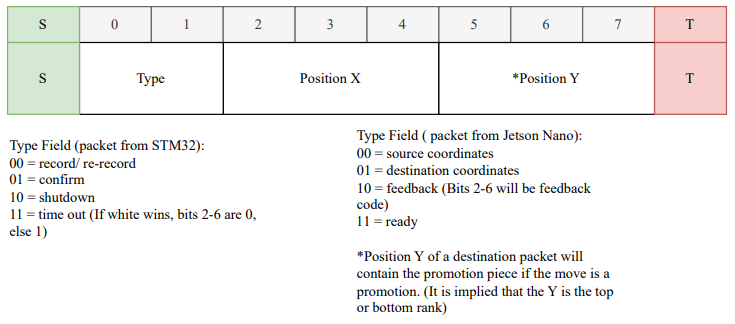 S 0 1 2 3 4 5 6 7 T
S Type Position X *Position Y T
Type Field (packet from STM32):
00 = record/ re-record
01 = confirm
10 = shutdown
11 = time out (If white wins, bits 2-6 are 0,
else 1)
Type Field ( packet from Jetson Nano):
00 = source coordinates
01 = destination coordinates
10 = feedback (Bits 2-6 will be feedback
code)
11 = ready
*Position Y of a destination packet will
contain the promotion piece if the move is a
promotion. (It is implied that the Y is the top
or bottom rank)